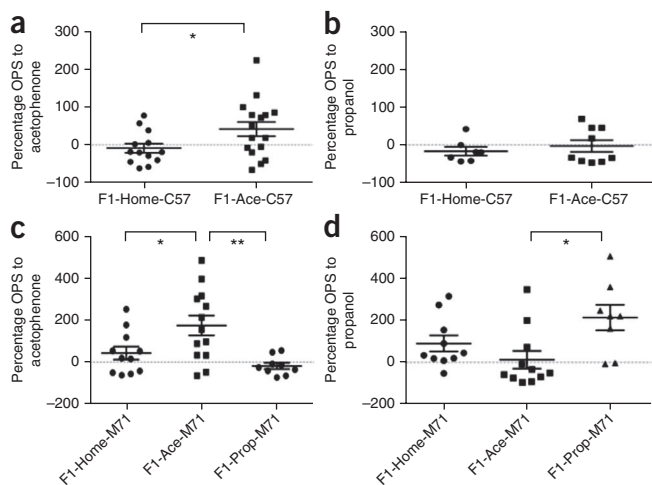 a
Percentage OPS to
acetophenone
300
200
100
0
−100
*
F1-Home-C57
F1-Ace-C57
b
Percentage OPS to
propanol
300
200
100
0
−100
F1-Home-C57
F1-Ace-C57
c
Percentage OPS to
acetophenone
600
400
200
0
−200
*
**
F1-Home-M71
F1-Ace-M71
F1-Prop-M71
d
Percentage OPS to
propanol
600
400
200
0
−200
*
F1-Home-M71
F1-Ace-M71
F1-Prop-M71